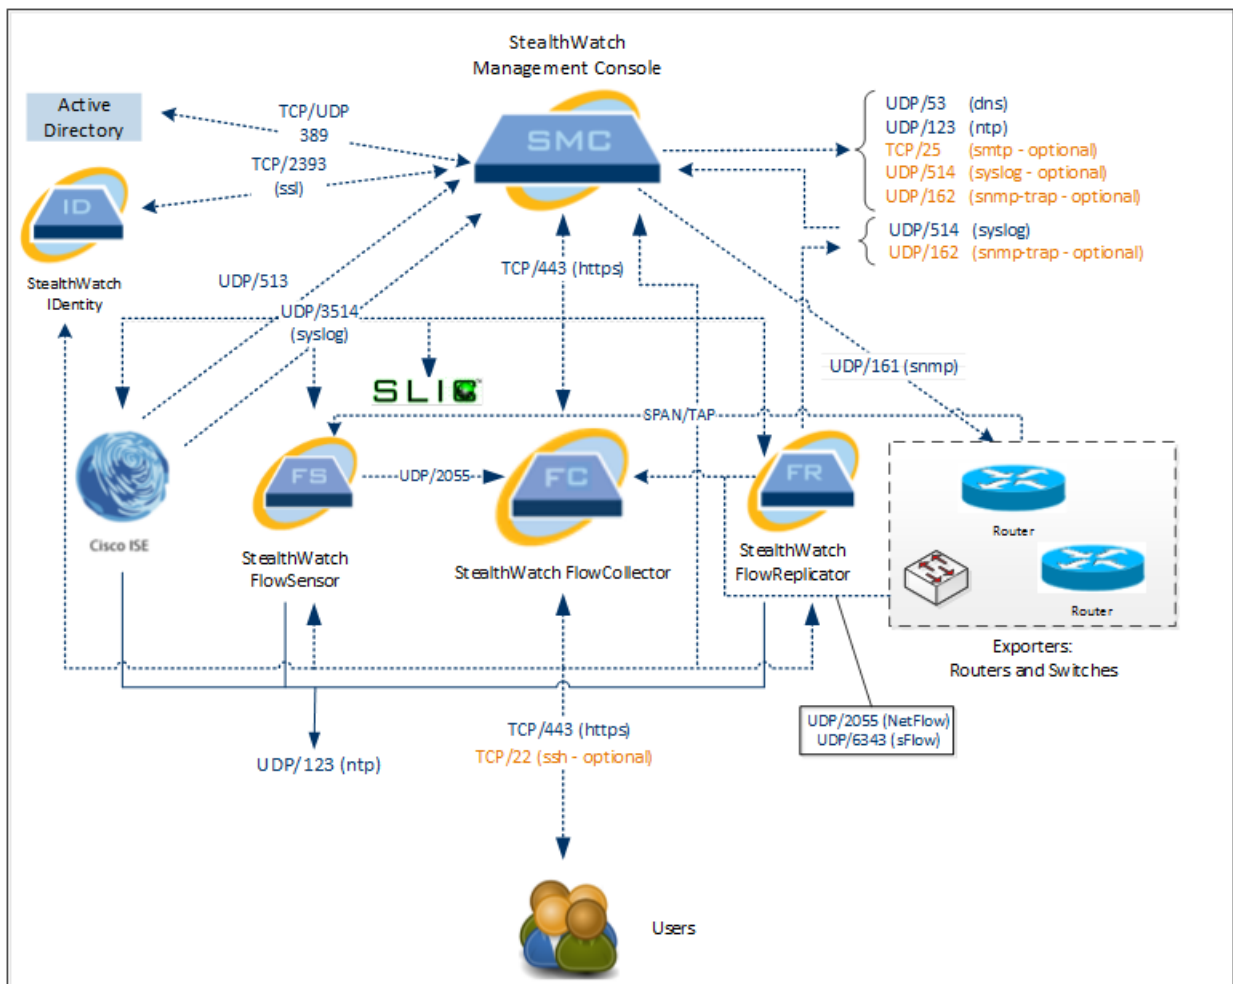 StealthWatch
Management Console
Active
Directory
TCP/UDP
389
SMC
UDP/53 (dns)
UDP/123 (ntp)
TCP/25 (smtp - optional)
UDP/514 (syslog - optional)
UDP/162 (snmp-trap - optional)
TCP/2393
(ssl)
ID
UDP/514 (syslog)
UDP/162 (snmp-trap - optional)
StealthWatch
IDentity
UDP/513
TCP/443 (https)
UDP/3514
(syslog)
UDP/161 (snmp)
SLIC
SPAN/TAP
FS
UDP/2055
FC
FR
Router
Cisco ISE
StealthWatch
FlowSensor
StealthWatch FlowCollector
StealthWatch
FlowReplicator
Router
Exporters:
Routers and Switches
UDP/2055 (NetFlow)
UDP/6343 (sFlow)
TCP/443 (https)
TCP/22 (ssh - optional)
UDP/123 (ntp)
Users